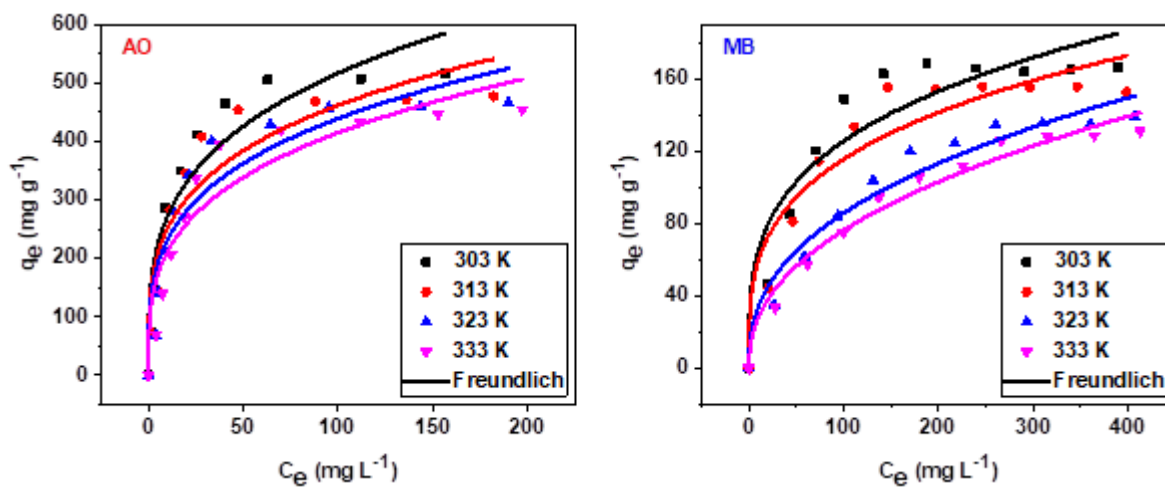 AO
600
500
400
300
200
100
0
qe (mg g-1)
303 K
313 K
323 K
333 K
Freundlich
0 50 100 150 200
Ce (mg L-1)
MB
160
120
80
40
0
qe (mg g-1)
303 K
313 K
323 K
333 K
Freundlich
0 100 200 300 400
Ce (mg L-1)